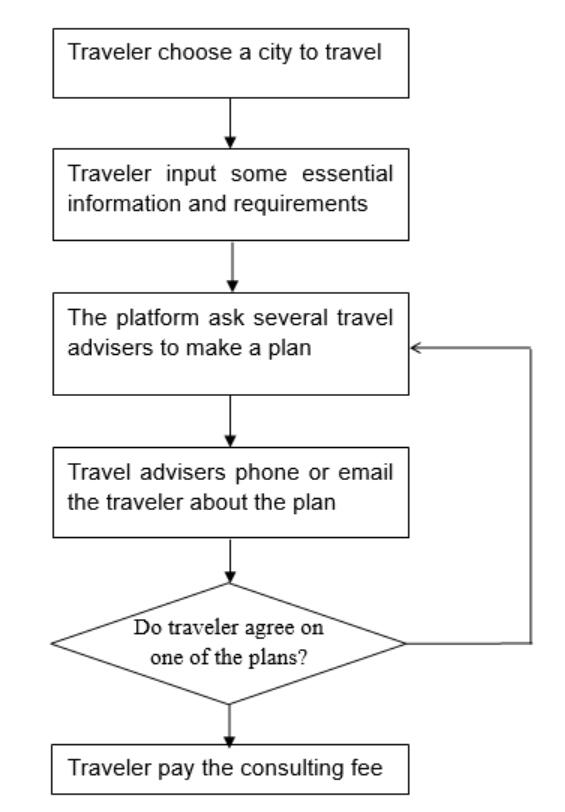 Traveler choose a city to travel
Traveler input some essential
information and requirements
The platform ask several travel
advisers to make a plan
Travel advisers phone or email
the traveler about the plan
Do traveler agree on
one of the plans?
Traveler pay the consulting fee